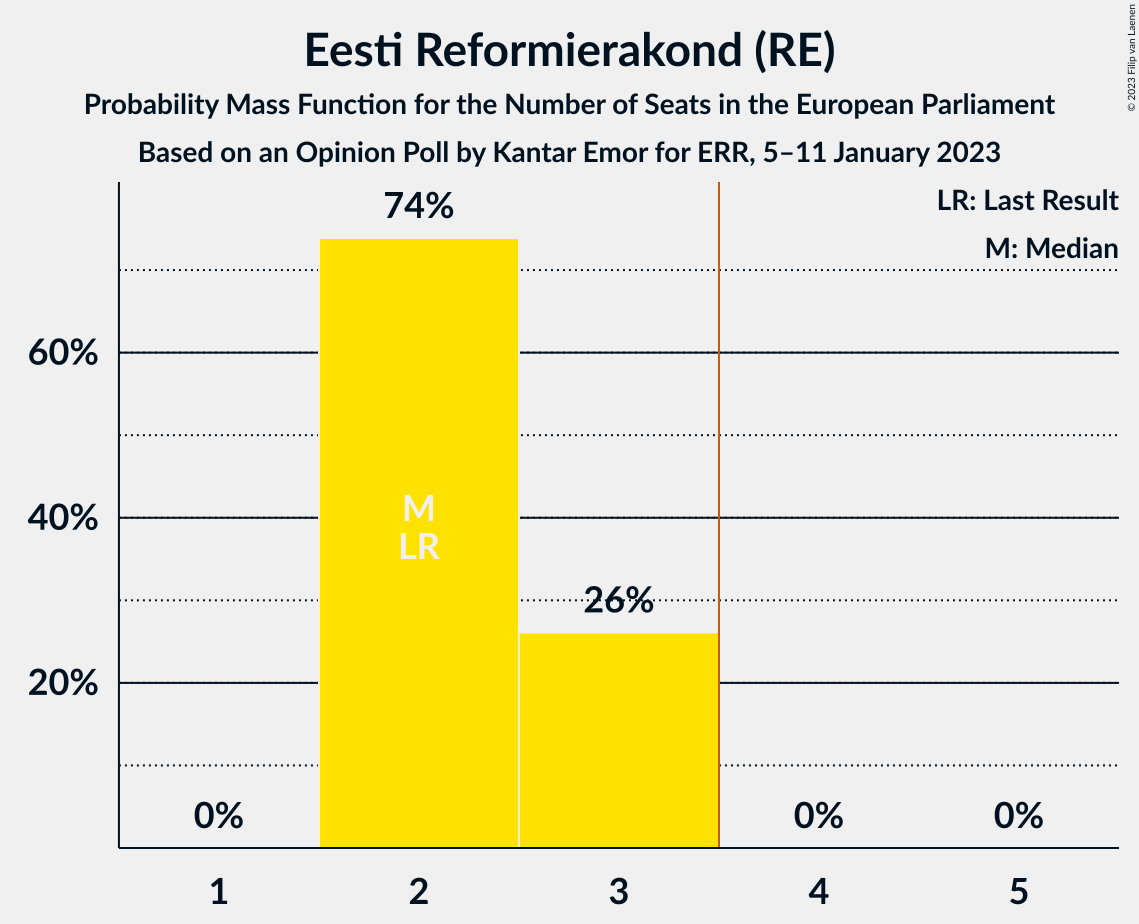 Eesti Reformierakond (RE)
Probability Mass Function for the Number of Seats in the European Parliament
Based on an Opinion Poll by Kantar Emor for ERR, 5–11 January 2023
© 2023 Filip van Laenen
LR: Last Result
M: Median
74%
60%
40%
20%
M
LR
26%
0%
0%
0%
1
2
3
4
5